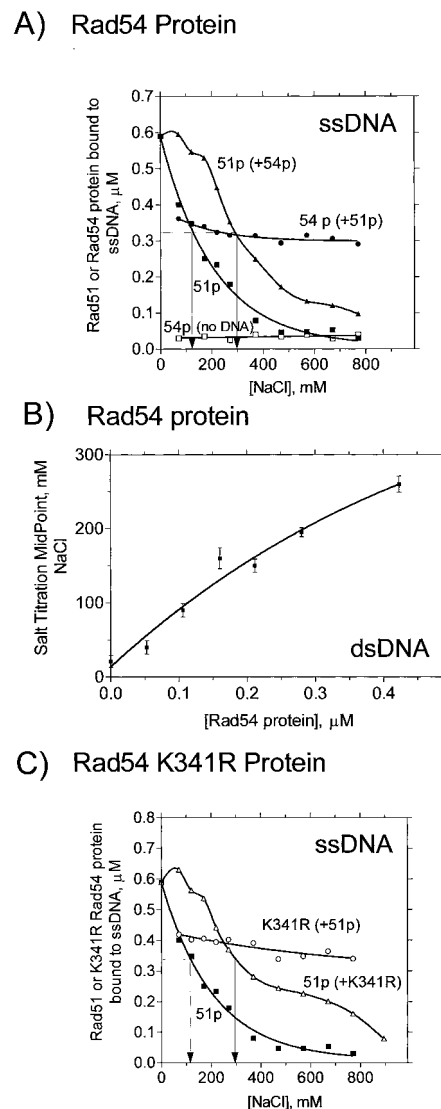 A) Rad54 Protein
0.7
0.6
0.5
0.4
0.3
0.2
0.1
0.0
Rad51 or Rad54 protein bound to
ssDNA, μM
ssDNA
51p (+54p)
54 p (+51p)
51p
54p (no DNA)
0 200 400 600 800
[NaCl], mM
B) Rad54 protein
300
200
100
0
Salt Titration MidPoint, mM
NaCl
dsDNA
0.0 0.1 0.2 0.3 0.4
[Rad54 protein], μM
C) Rad54 K341R Protein
0.8
0.7
0.6
0.5
0.4
0.3
0.2
0.1
0.0
Rad51 or K341R Rad54 protein
bound to ssDNA, μM
ssDNA
K341R (+51p)
51p (+K341R)
51p
0 200 400 600 800
[NaCl], mM